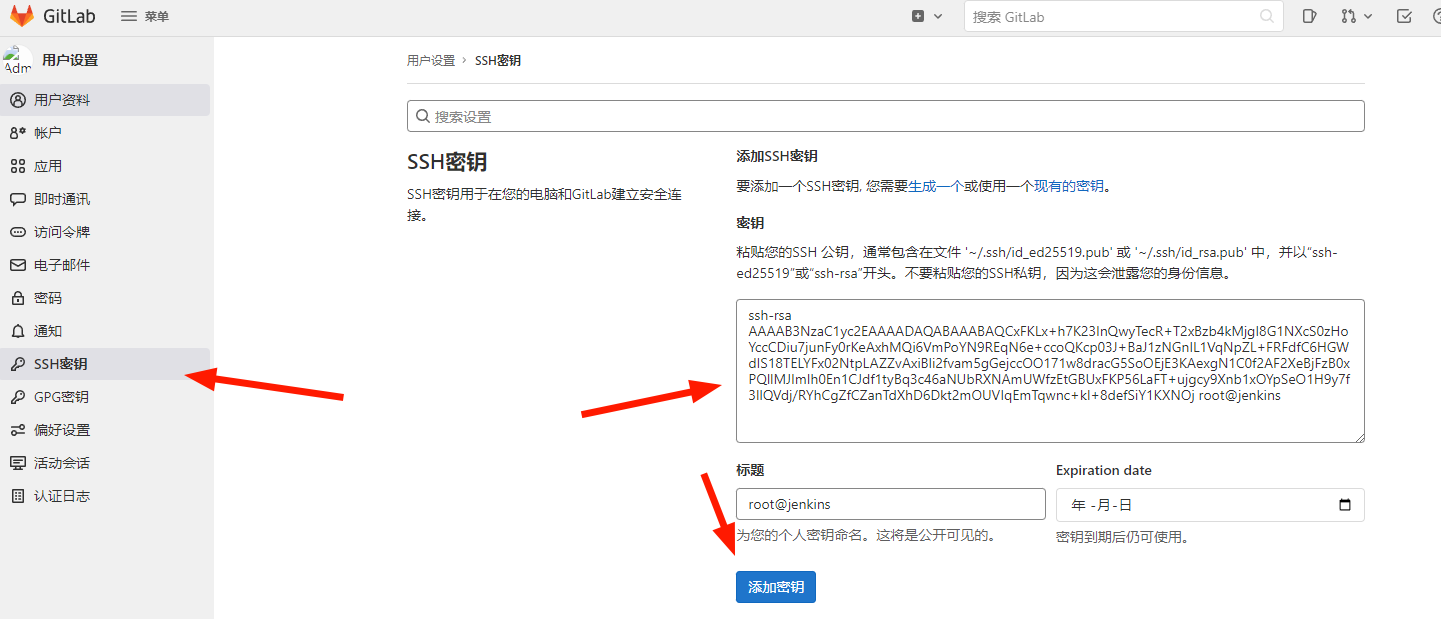 GitLab
菜单
搜索 GitLab
Adm
用户设置
用户资料
帐户
应用
即时通讯
访问令牌
电子邮件
密码
通知
SSH密钥
GPG密钥
偏好设置
活动会话
认证日志
用户设置 › SSH密钥
搜索设置
SSH密钥
SSH密钥用于在您的电脑和GitLab建立安全连
接。
添加SSH密钥
要添加一个SSH密钥, 您需要生成一个或使用一个现有的密钥。
密钥
粘贴您的SSH 公钥，通常包含在文件 '~/.ssh/id_ed25519.pub' 或 '~/.ssh/id_rsa.pub' 中，并以“ssh-
ed25519”或“ssh-rsa”开头。不要粘贴您的SSH私钥，因为这会泄露您的身份信息。
ssh-rsa
AAAAB3NzaC1yc2EAAAADAQABAAABAQCxFKLx+h7K23InQwyTecR+T2xBzb4kMjgI8G1NXcS0zHo
YccCDiu7junFy0rKeAxhMQi6VmPoYN9REqN6e+ccoQKcp03J+BaJ1zNGnIL1VqNpZL+FRFdfC6HGW
dIS18TELYFx02NtpLAZZvAxiBIi2fvam5gGejccOO171w8dracG5SoOEjE3KAexgN1C0f2AF2XeBjFzB0x
PQIIMJImIh0En1CJdf1tyBq3c46aNUbRXNAmUWfzEtGBUxFKP56LaFT+ujgcy9Xnb1xOYpSeO1H9y7f
3IIQVdj/RYhCgZfCZanTdXhD6Dkt2mOUVIqEmTqwnc+kI+8defSiY1KXNOj root@jenkins
标题
Expiration date
root@jenkins
年 -月-日
为您的个人密钥命名。这将是公开可见的。
密钥到期后仍可使用。
添加密钥